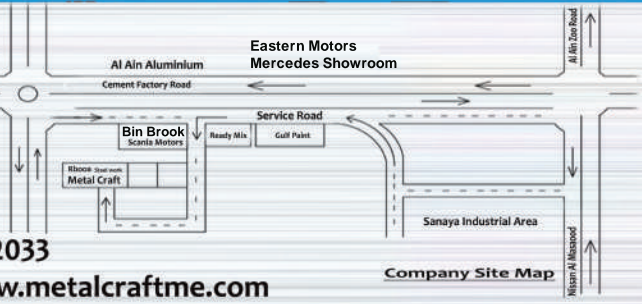 Eastern Motors
Mercedes Showroom
Al Ain Zoo Road
Al Ain Aluminium
Cement Factory Road
Service Road
Bin Brook
Scania Motors
Ready Mix
Gulf Paint
Steel work
Metal Craft
Sanaya Industrial Area
Nissan Al Masaood
2033
Company Site Map
w.metalcraftme.com